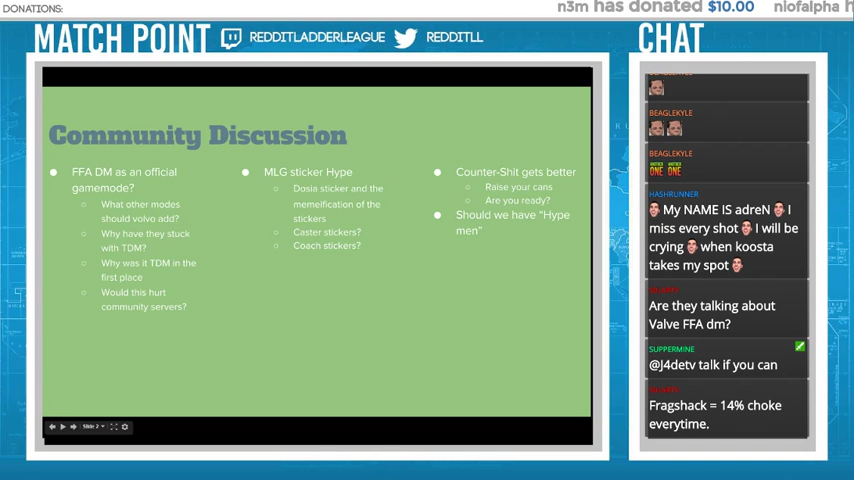 DONATIONS:
n3m has donated $10.00 niofalpha h
MATCH POINT
REDDITLADDERLEAGUE
REDDITLL
CHAT
Community Discussion
FFA DM as an official
gamemode?
What other modes
should volvo add?
Why have they stuck
with TDM?
Why was it TDM in the
first place
Would this hurt
community servers?
MLG sticker Hype
Dosia sticker and the
memeification of the
stickers
Caster stickers?
Coach stickers?
Counter-Shit gets better
Raise your cans
Are you ready?
Should we have "Hype
men"
Slide 2
BEAGLEKYLE
BEAGLEKYLE
ANOTHER ONE ANOTHER ONE
HASHRUNNER
My NAME IS adreN I
miss every shot I will be
crying when koosta
takes my spot
Are they talking about
Valve FFA dm?
SUPPERMINE
@J4detv talk if you can
Fragshack = 14% choke
everytime.